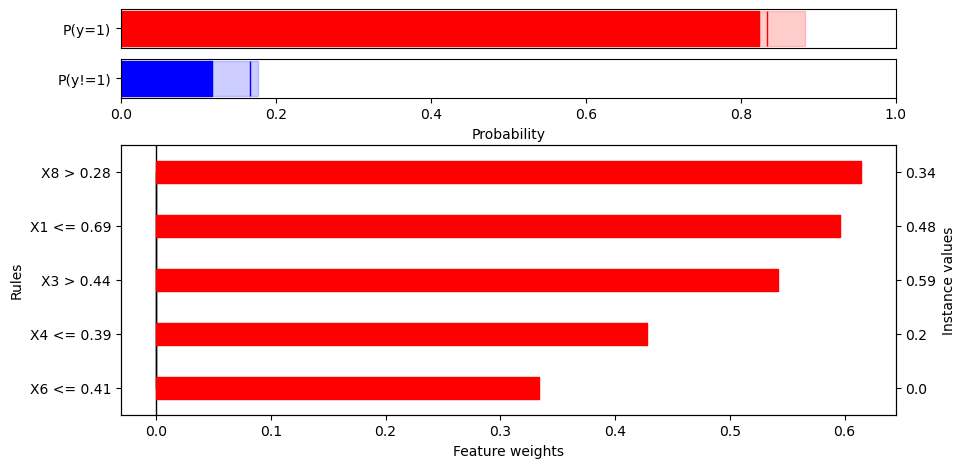 P(y=1)
P(y!=1)
0.0 0.2 0.4 0.6 0.8 1.0
Probability
X8 > 0.28 0.34
X1 <= 0.69 0.48
X3 > 0.44 0.59
X4 <= 0.39 0.2
X6 <= 0.41 0.0
Rules
Instance values
0.0 0.1 0.2 0.3 0.4 0.5 0.6
Feature weights